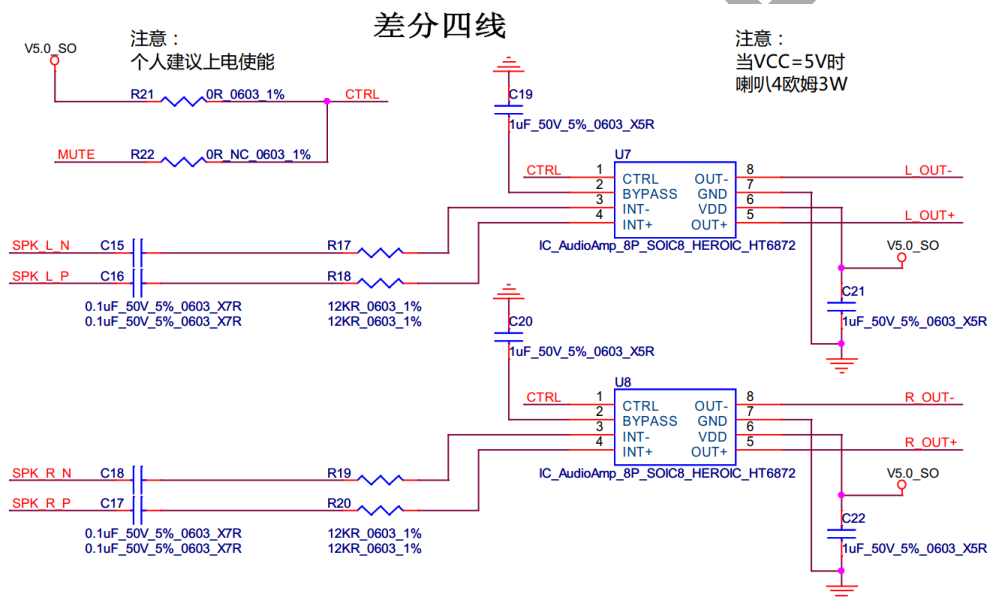 差分四线
V5.0_SO
注意：
个人建议上电使能
注意：
当VCC=5V时
喇叭4欧姆3W
R21
0R_0603_1%
CTRL
MUTE
R22
0R_NC_0603_1%
C19
1uF_50V_5%_0603_X5R
U7
CTRL
1
CTRL
OUT-
8
L_OUT-
2
BYPASS
GND
7
3
INT-
VDD
6
4
INT+
OUT+
5
L_OUT+
IC_AudioAmp_8P_SOIC8_HEROIC_HT6872
V5.0_SO
SPK_L_N
C15
R17
SPK_L_P
C16
R18
0.1uF_50V_5%_0603_X7R
0.1uF_50V_5%_0603_X7R
12KR_0603_1%
12KR_0603_1%
C21
1uF_50V_5%_0603_X5R
C20
1uF_50V_5%_0603_X5R
U8
CTRL
1
CTRL
OUT-
8
R_OUT-
2
BYPASS
GND
7
3
INT-
VDD
6
4
INT+
OUT+
5
R_OUT+
IC_AudioAmp_8P_SOIC8_HEROIC_HT6872
V5.0_SO
SPK_R_N
C18
R19
SPK_R_P
C17
R20
0.1uF_50V_5%_0603_X7R
0.1uF_50V_5%_0603_X7R
12KR_0603_1%
12KR_0603_1%
C22
1uF_50V_5%_0603_X5R